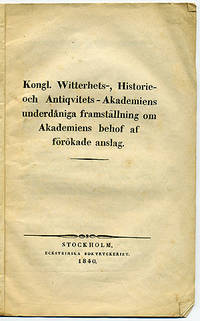 Kongl. Witterhets-, Historie-
och Antiqvitets-Akademiens
underdåniga framställning om
Akademiens behof af
förökade anslag.
STOCKHOLM,
ECKSTEINSKA BOKTRYCKERIET.
1840.